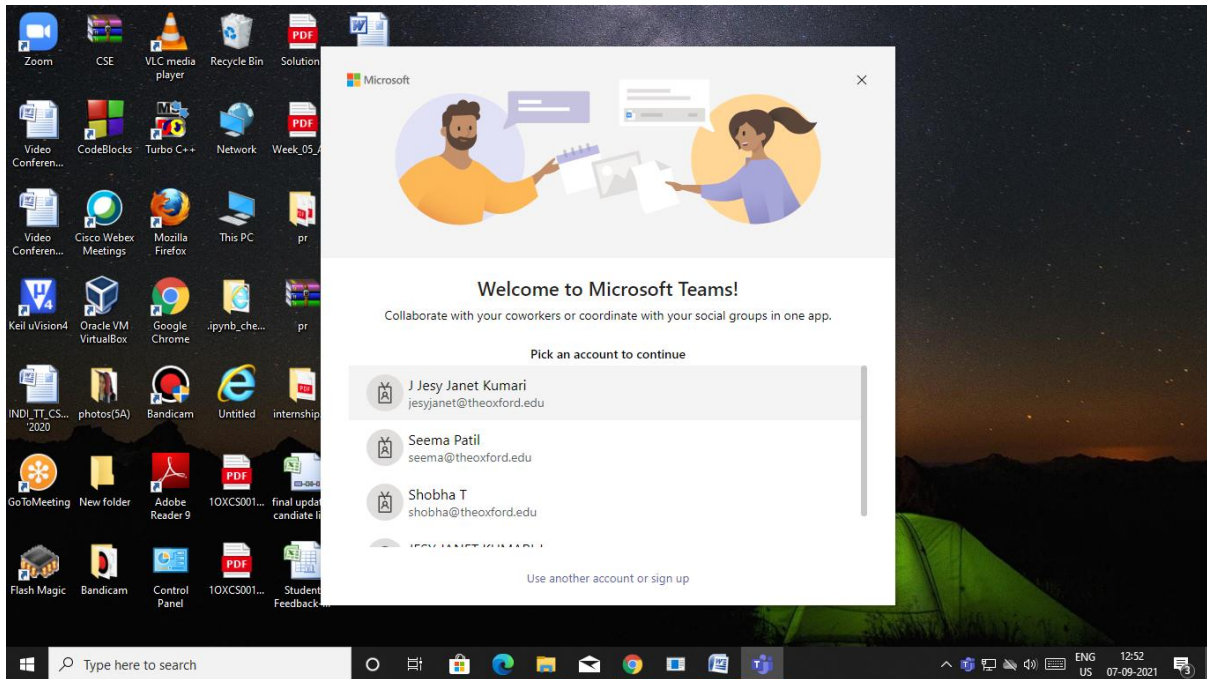 Zoom
CSE
VLC media
player
Recycle Bin
Solution
Video
Conferen...
CodeBlocks
Turbo C++
Network
Week_05_A
Video
Conferen...
Cisco Webex
Meetings
Mozilla
Firefox
This PC
pr
Keil uVision4
Oracle VM
VirtualBox
Google
Chrome
.ipynb_che...
pr
INDI_TT_CS...
'2020
photos(5A)
Bandicam
Untitled
internship
GoToMeeting
New folder
Adobe
Reader 9
1OXCS001...
final updat
candiate li
Flash Magic
Bandicam
Control
Panel
1OXCS001...
Student
Feedback-...
Microsoft
Welcome to Microsoft Teams!
Collaborate with your coworkers or coordinate with your social groups in one app.
Pick an account to continue
J Jesy Janet Kumari
jesyjanet@theoxford.edu
Seema Patil
seema@theoxford.edu
Shobha T
shobha@theoxford.edu
JESY JANET KUMARI J
Use another account or sign up
Type here to search
ENG
US
12:52
07-09-2021
3